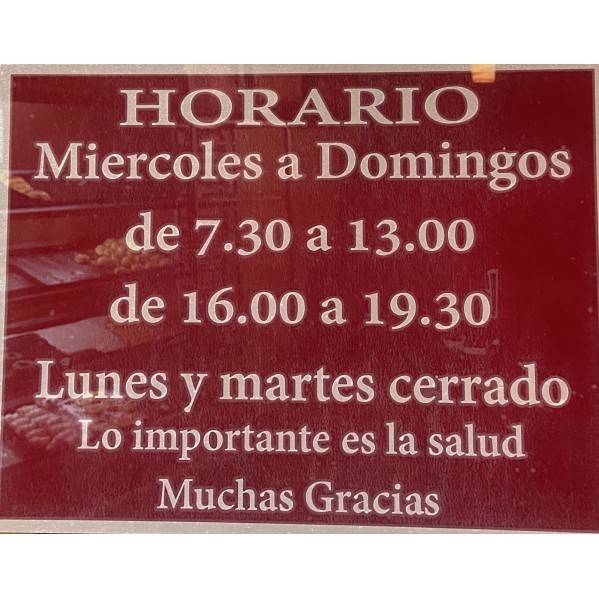 HORARIO
Miercoles a Domingos
de 7.30 a 13.00
de 16.00 a 19.30
Lunes y martes cerrado
Lo importante es la salud
Muchas Gracias